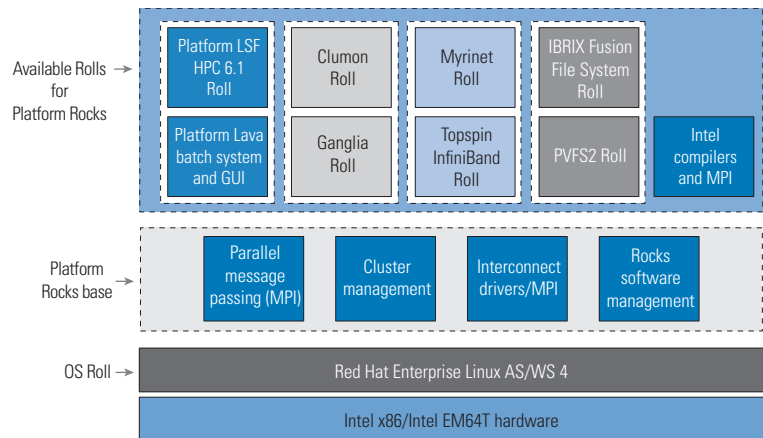 Available Rolls
for
Platform Rocks
Platform LSF
HPC 6.1
Roll
Clumon
Roll
Myrinet
Roll
IBRIX Fusion
File System
Roll
Platform Lava
batch system
and GUI
Ganglia
Roll
Topspin
InfiniBand
Roll
PVFS2 Roll
Intel
compilers
and MPI
Platform
Rocks base
Parallel
message
passing (MPI)
Cluster
management
Interconnect
drivers/MPI
Rocks
software
management
OS Roll
Red Hat Enterprise Linux AS/WS 4
Intel x86/Intel EM64T hardware